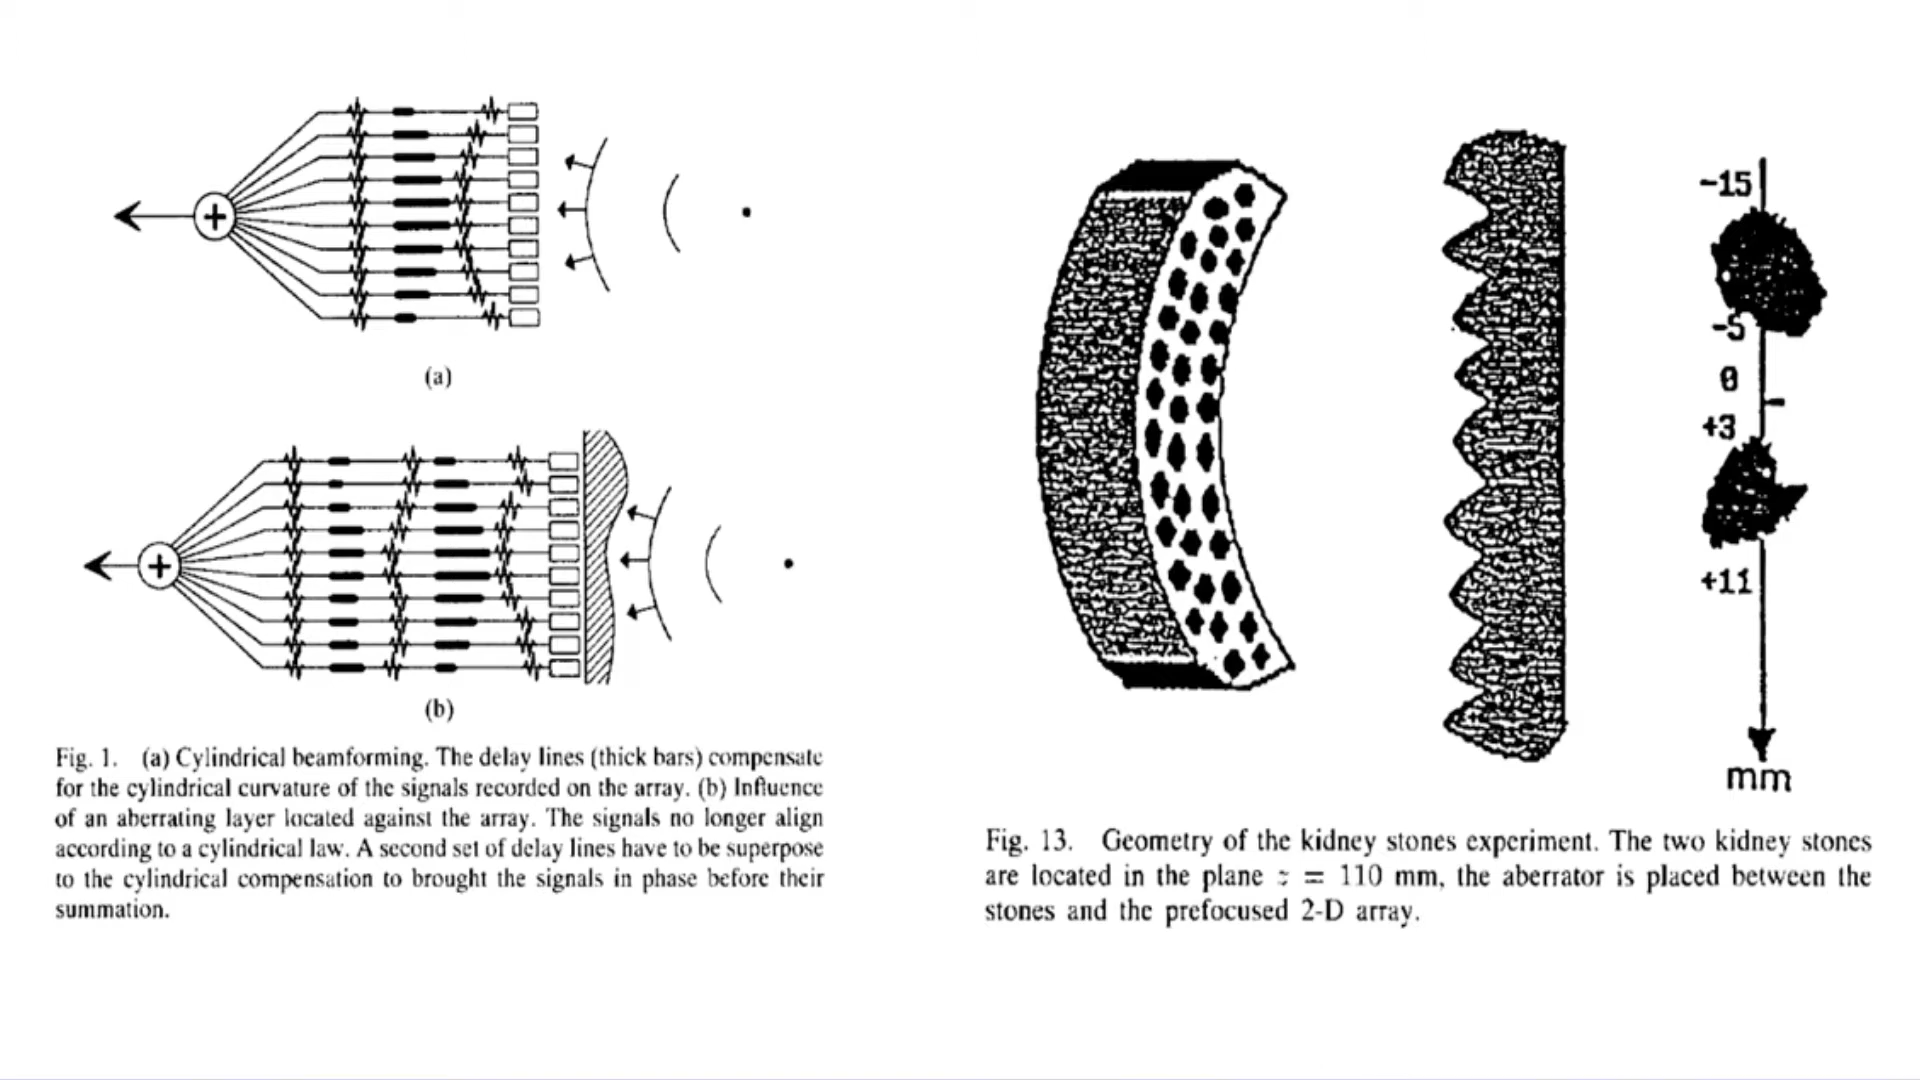 +
(a)
+
(b)
Fig. 1. (a) Cylindrical beamforming. The delay lines (thick bars) compensate
for the cylindrical curvature of the signals recorded on the array. (b) Influence
of an aberrating layer located against the array. The signals no longer align
according to a cylindrical law. A second set of delay lines have to be superpose
to the cylindrical compensation to brought the signals in phase before their
summation.
-15
-5
0
+3
+11
mm
Fig. 13. Geometry of the kidney stones experiment. The two kidney stones
are located in the plane z = 110 mm, the aberrator is placed between the
stones and the prefocused 2-D array.